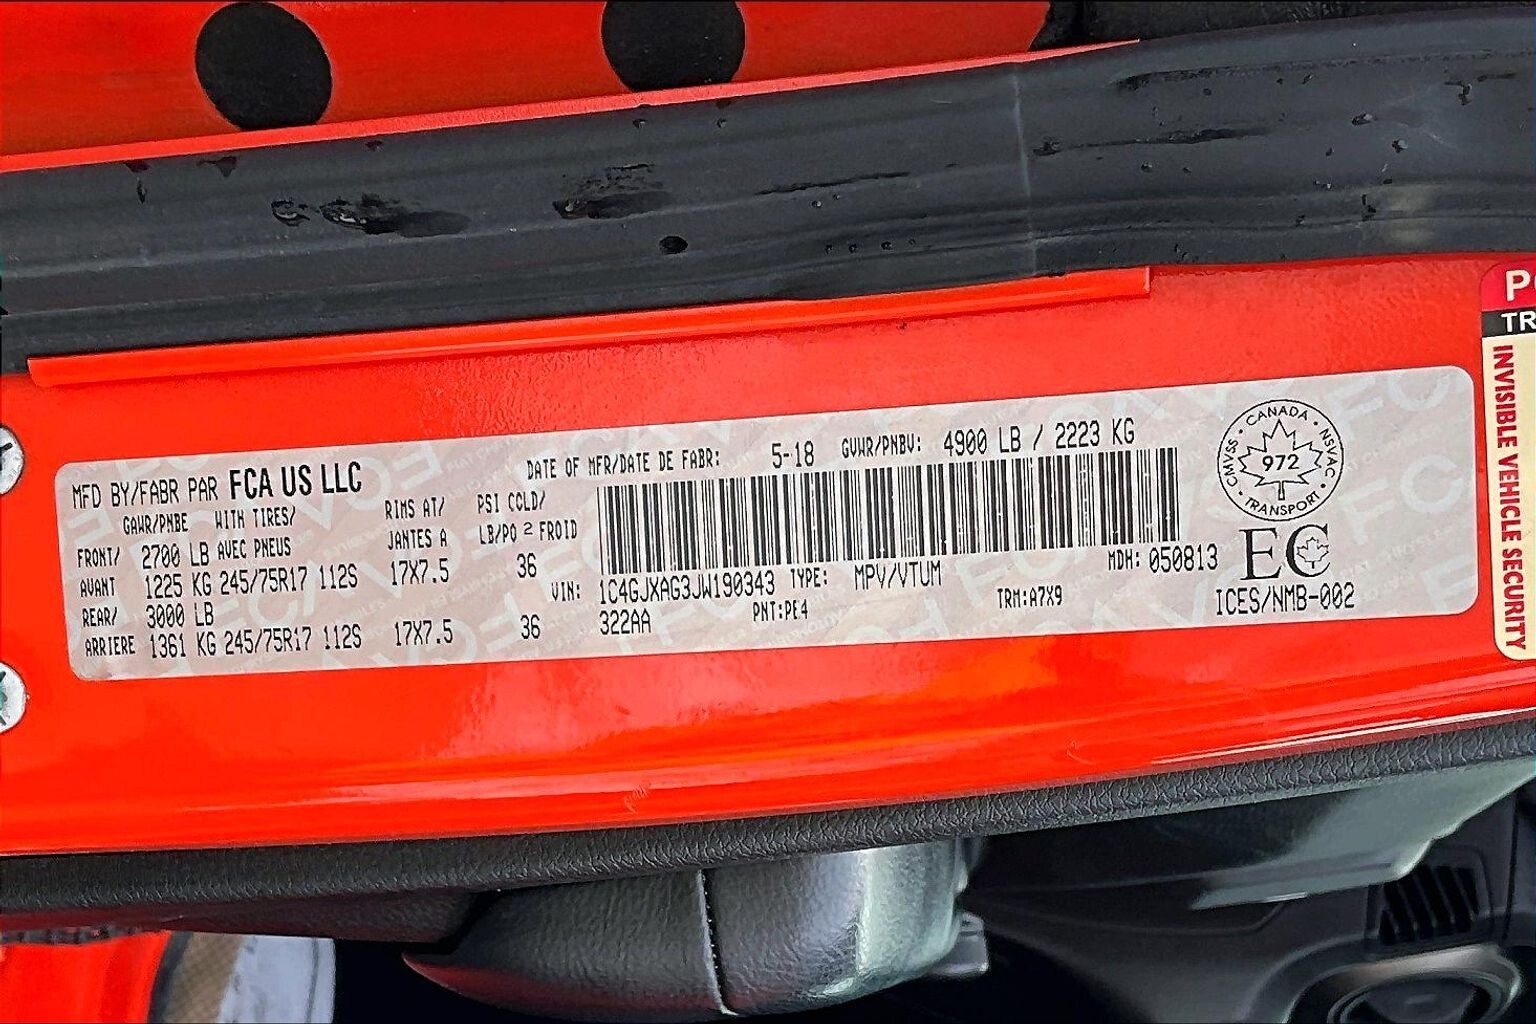 MFD BY/FABR PAR FCA US LLC
DATE OF MFR/DATE DE FABR: 5-18 GVWR/PNBV: 4900 LB / 2223 KG
GAWR/PNBE WITH TIRES/ RIMS AT/ PSI COLD/
AVEC PNEUS JANTES A LB/PO 2 FROID
FRONT/ 2700 LB
AVANT 1225 KG 245/75R17 112S 17X7.5 36
REAR/ 3000 LB
ARRIERE 1361 KG 245/75R17 112S 17X7.5 36
VIN: 1C4GJXAG3JW190343 TYPE: MPV/VTUM MDH: 050813
322AA PNT:PE4 TRM:A7X9
CANADA
CMVSS NSVAC
972
TRANSPORT
EC
ICES/NMB-002
INVISIBLE VEHICLE SECURITY